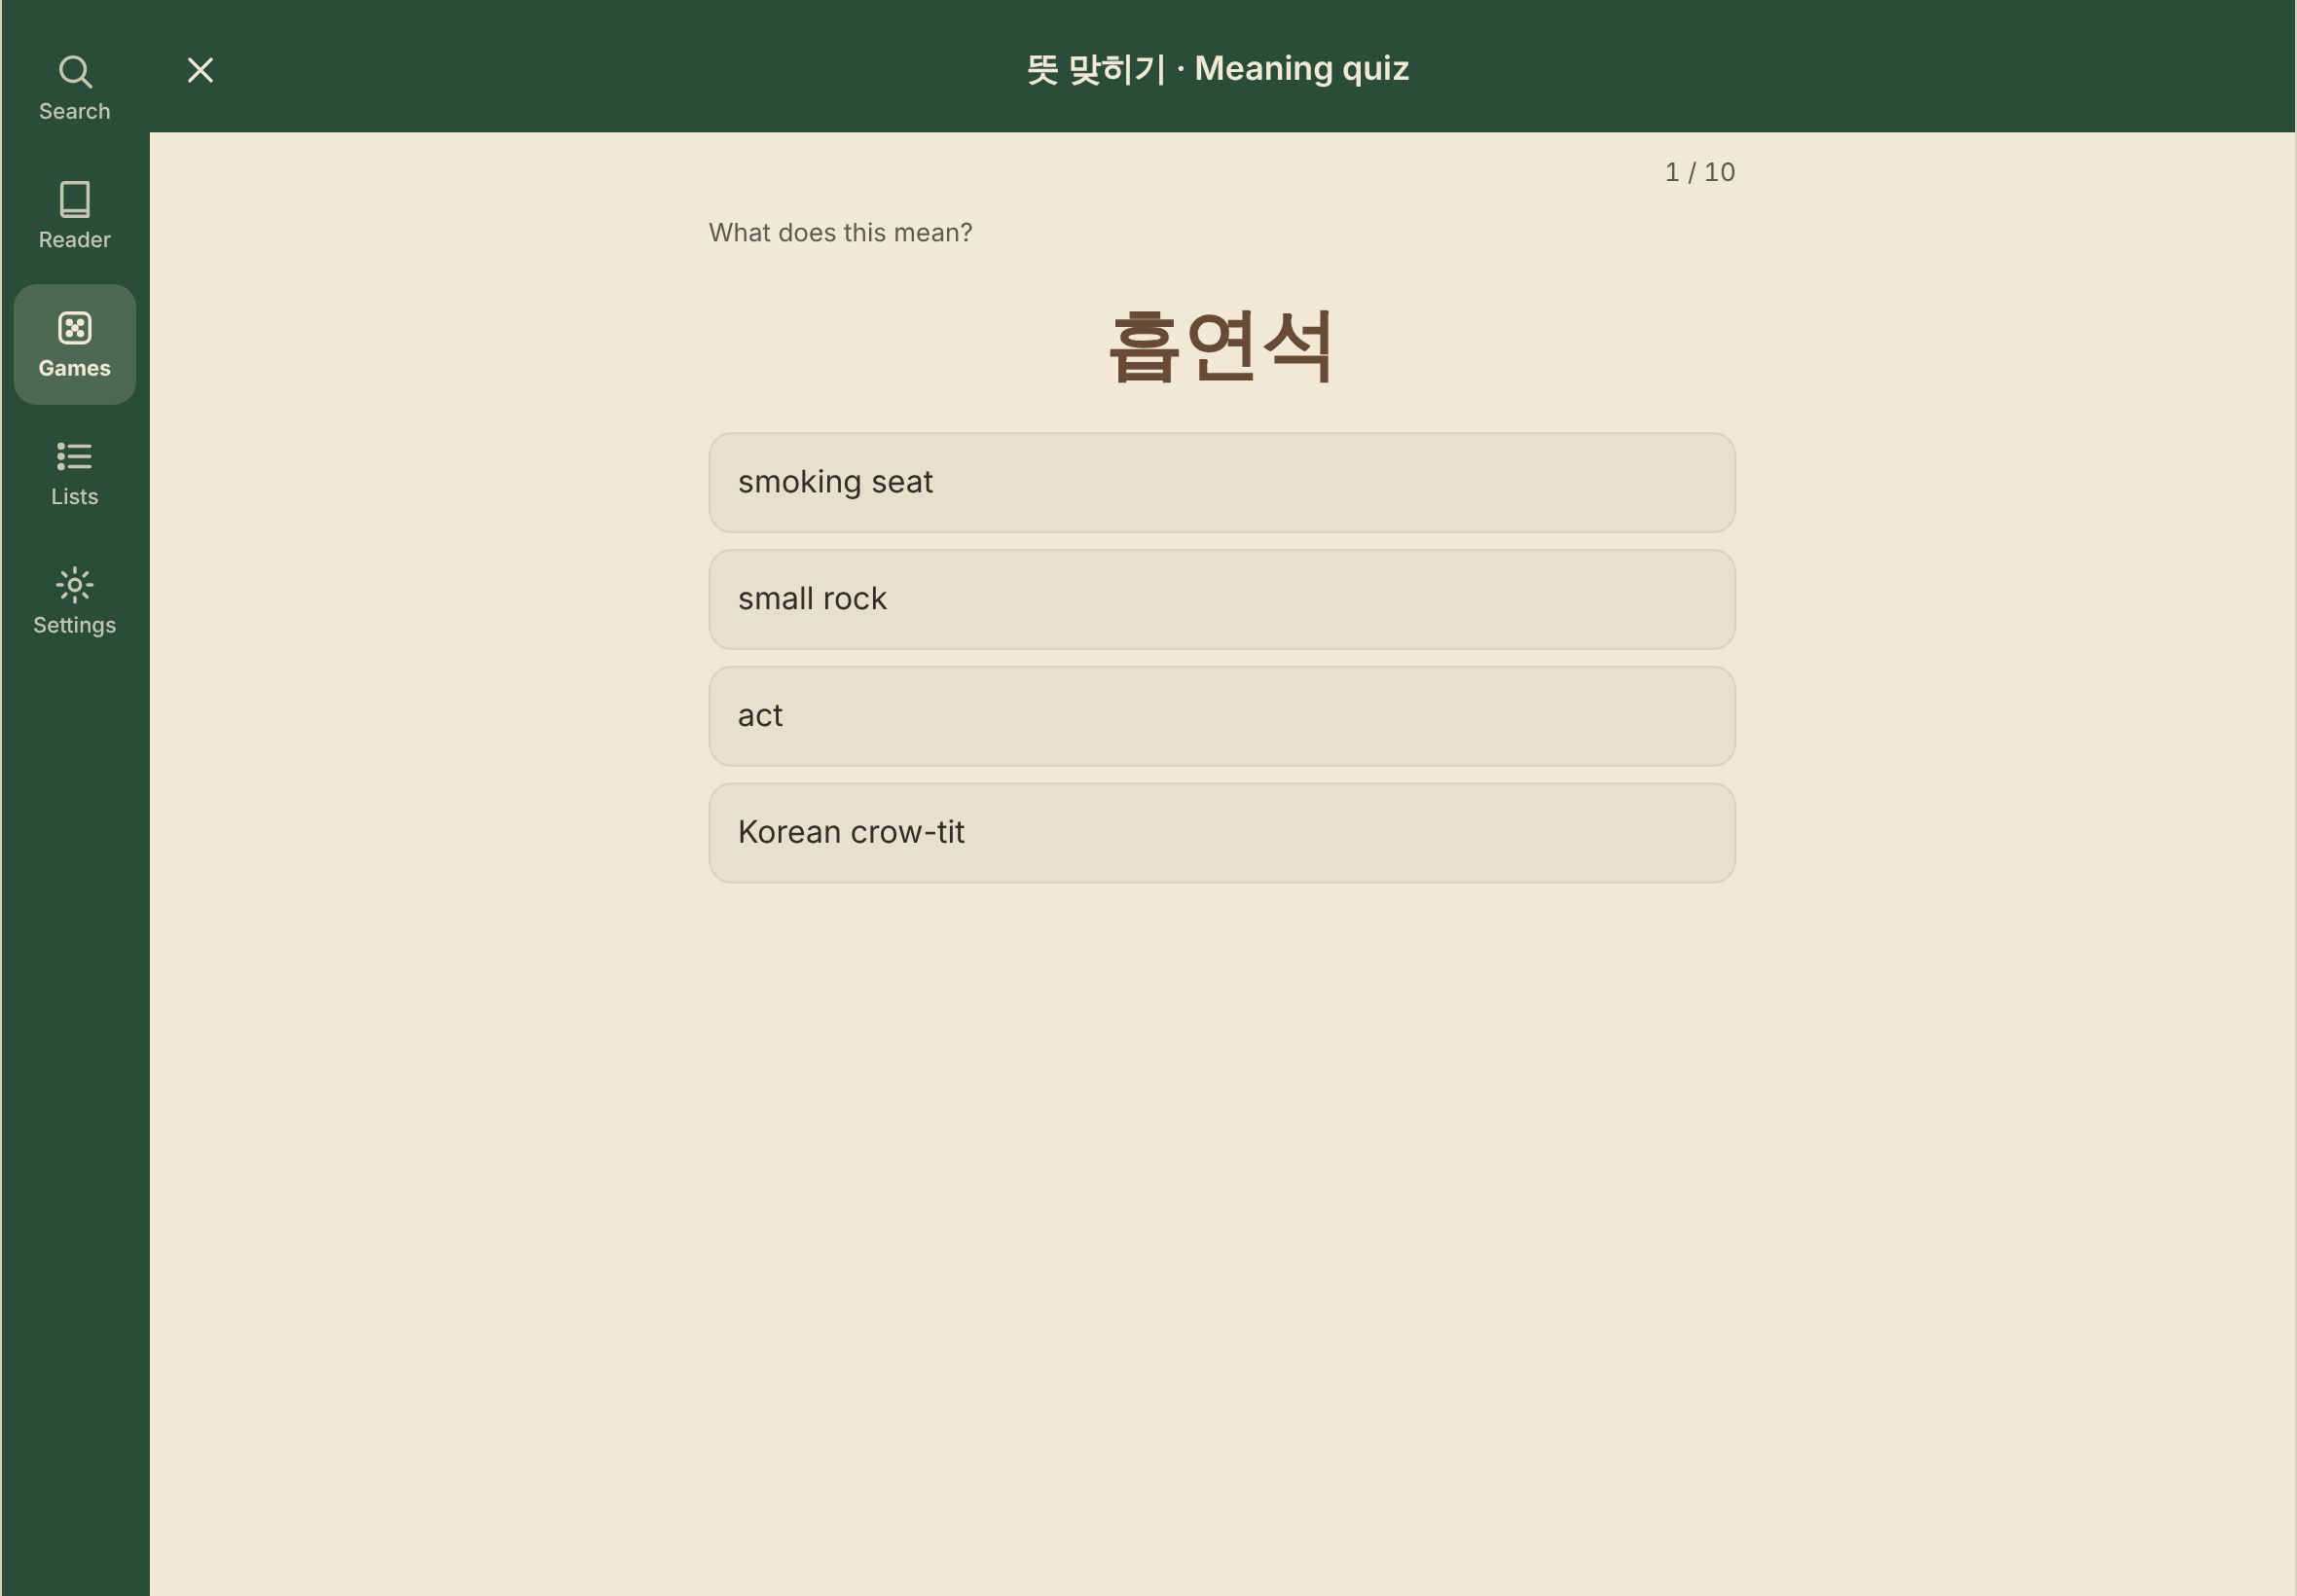 Search
Reader
Games
Lists
Settings
뜻 맞히기 · Meaning quiz
1 / 10
What does this mean?
흡연석
smoking seat
small rock
act
Korean crow-tit